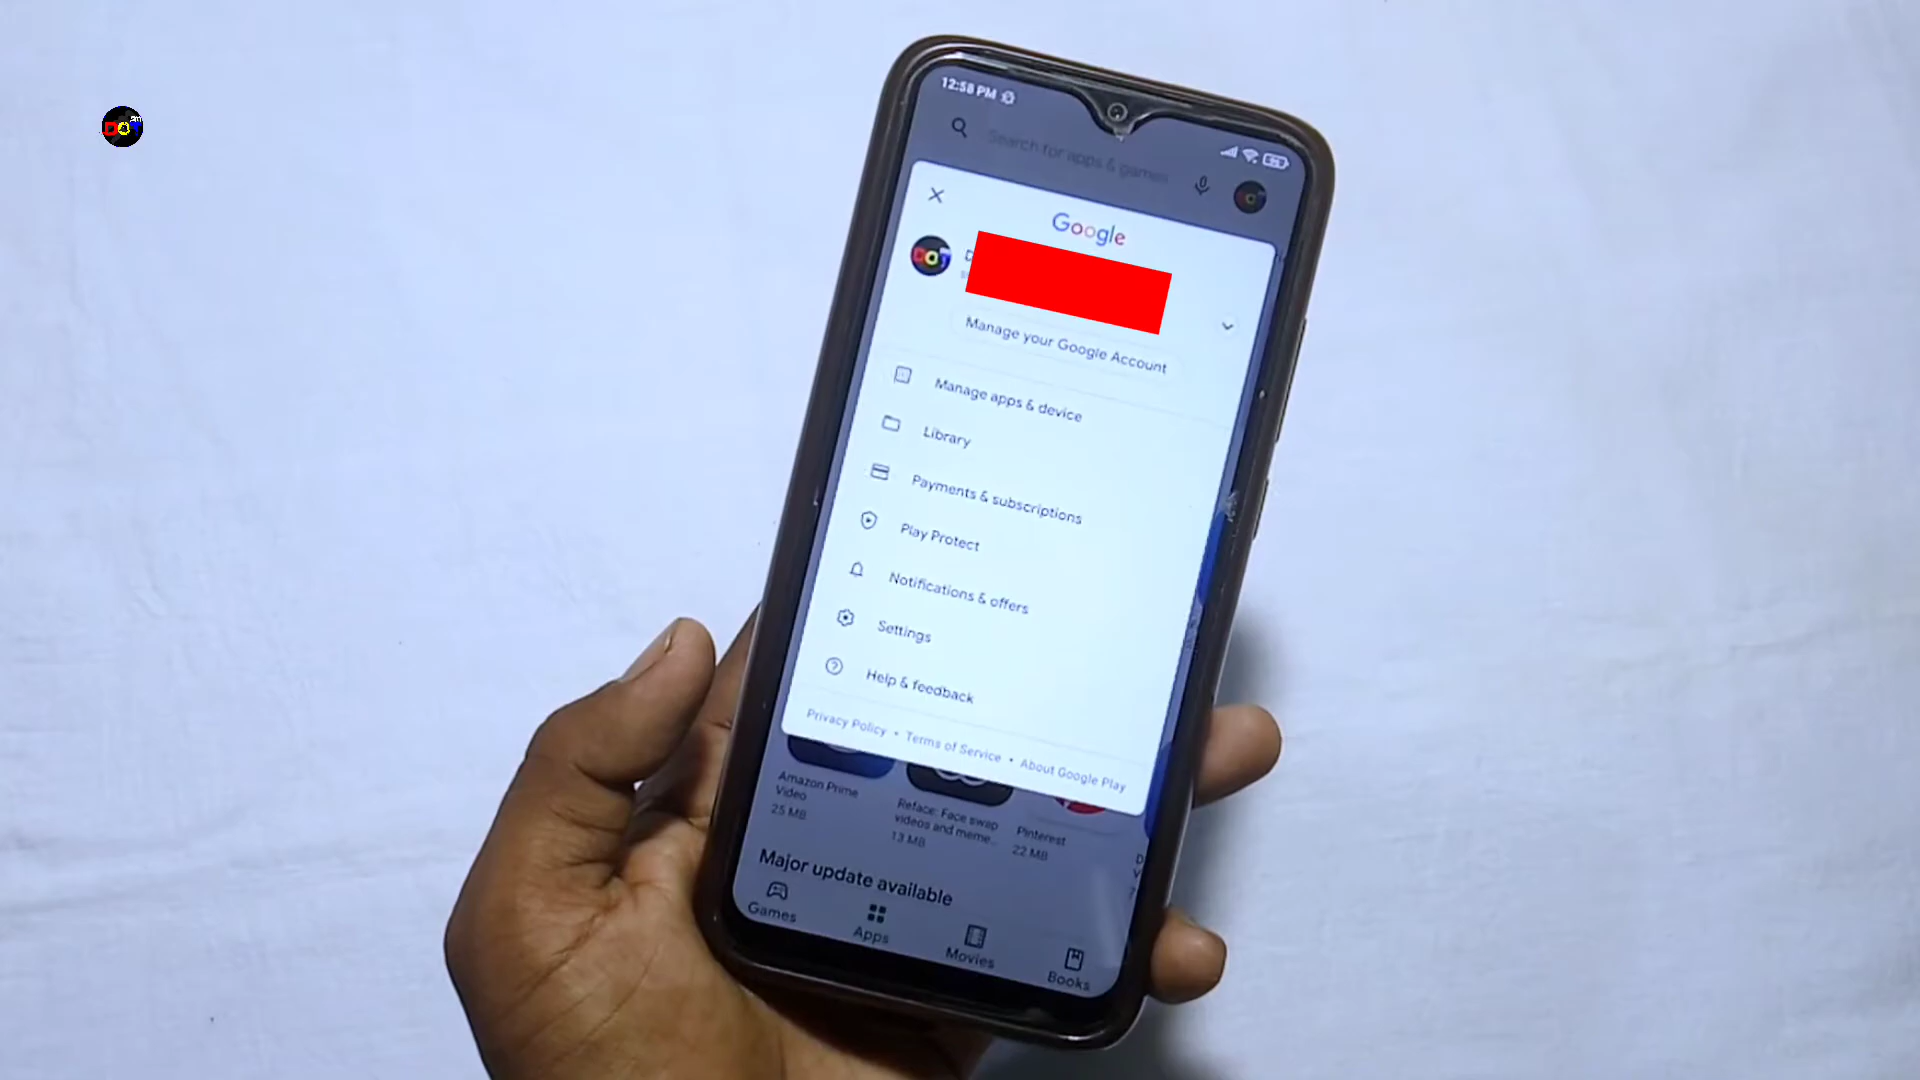 DOT
12:58 PM
Search for apps & games
Google
DOT
Manage your Google Account
Manage apps & device
Library
Payments & subscriptions
Play Protect
Notifications & offers
Settings
Help & feedback
Privacy Policy • Terms of Service • About Google Play
Amazon Prime
Video
25 MB
Reface: Face swap
videos and meme...
13 MB
Pinterest
22 MB
Major update available
Games
Apps
Movies
Books